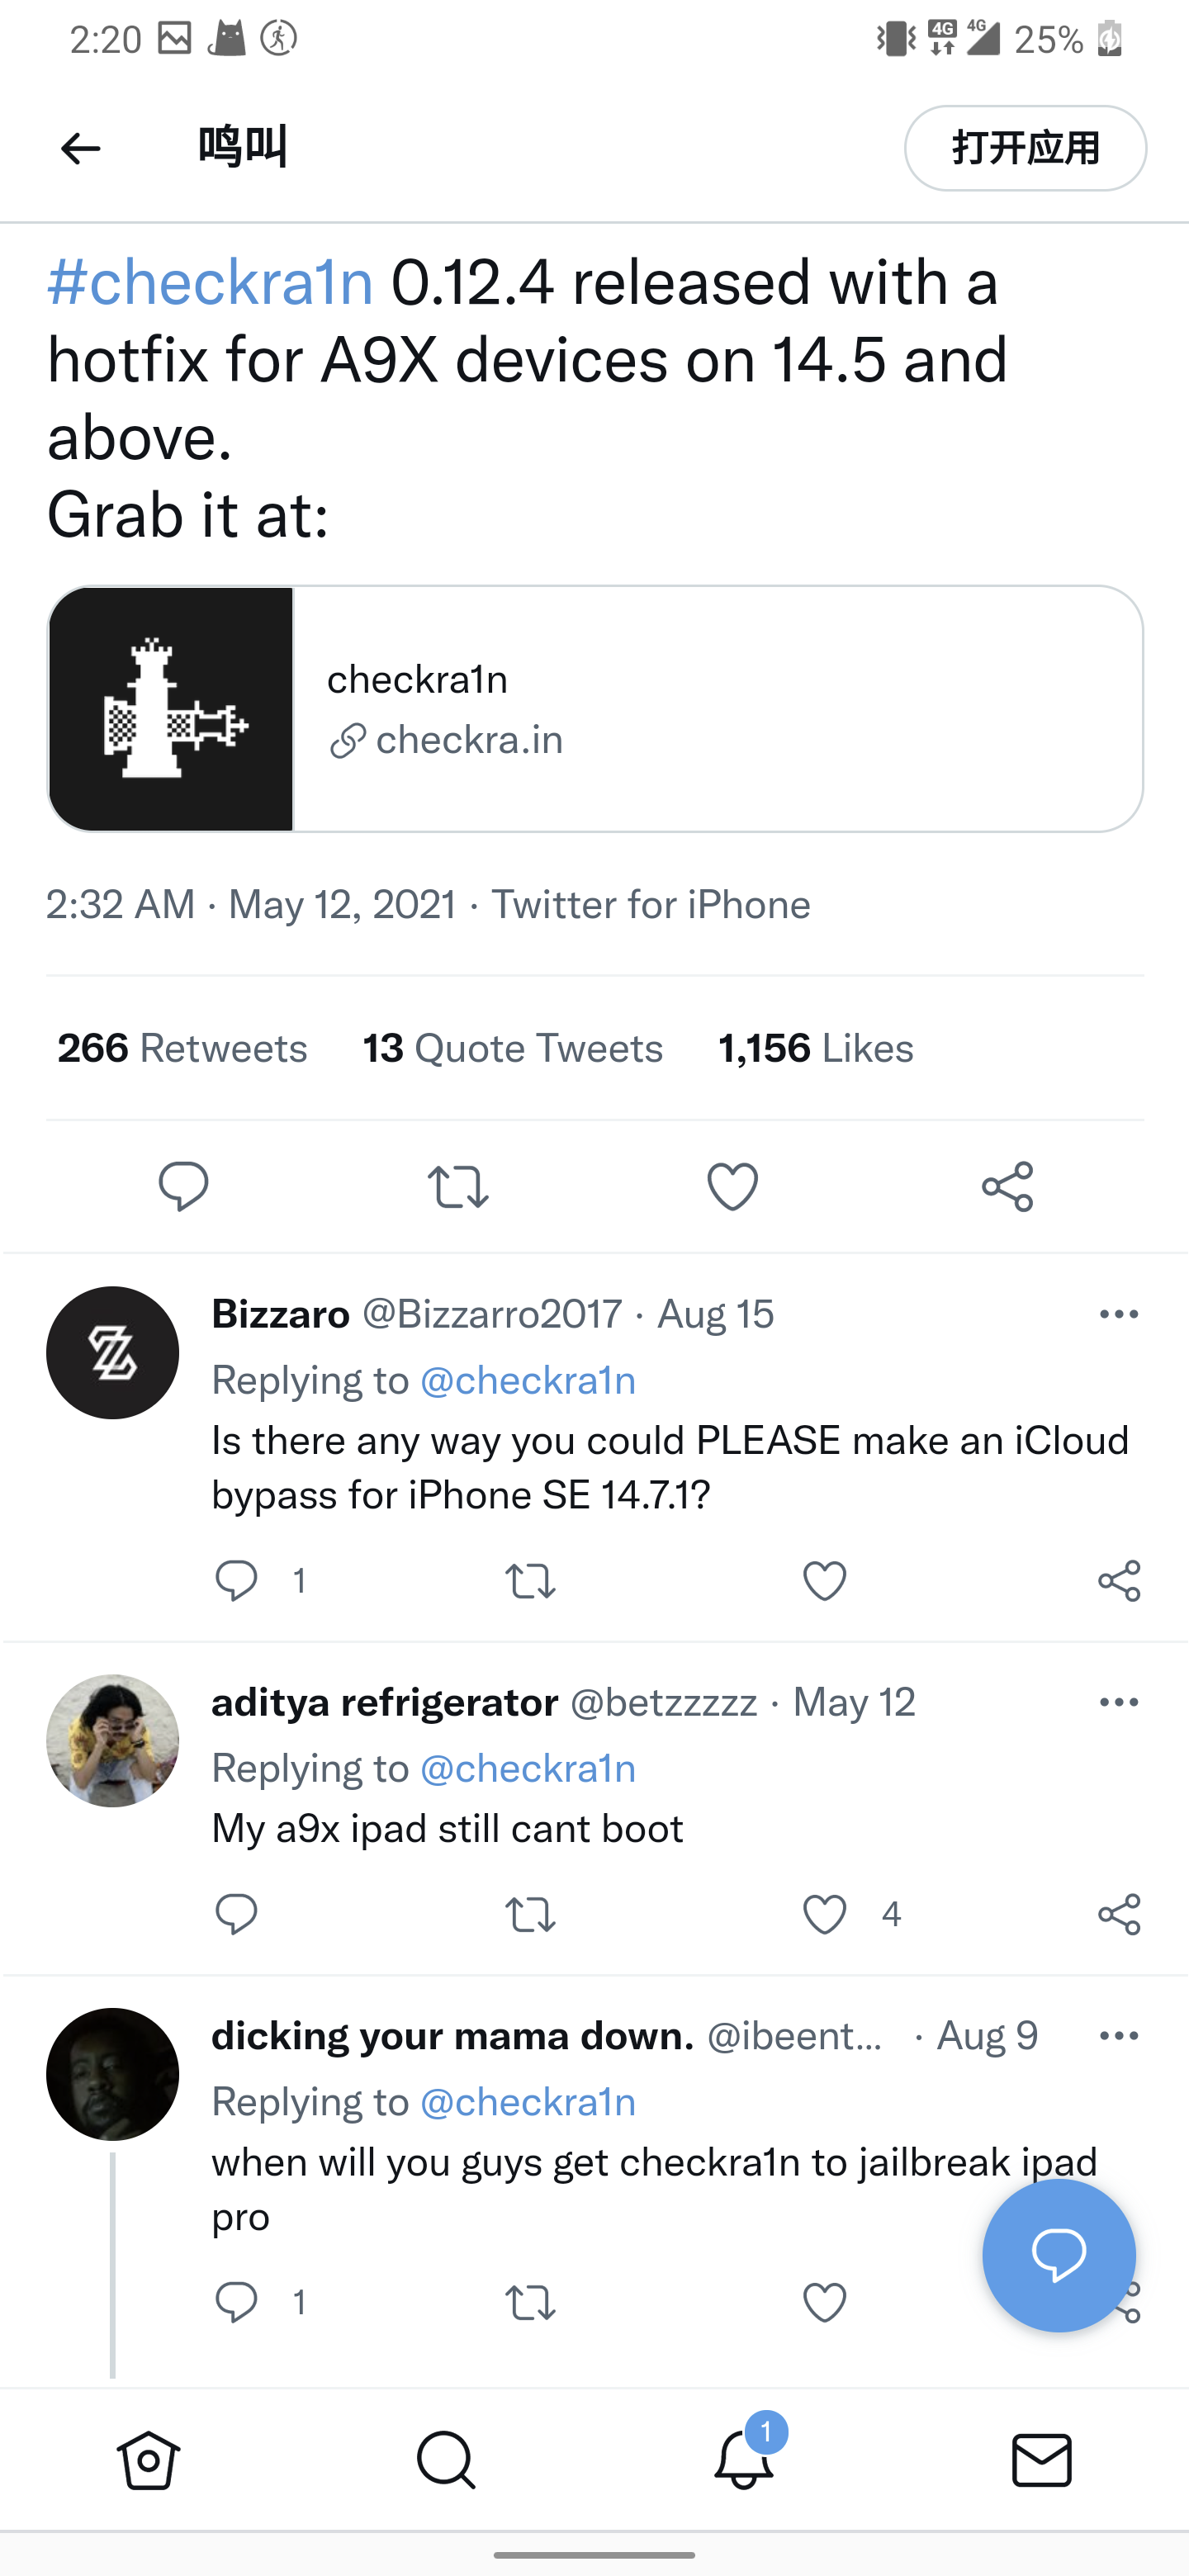 2:20 4G 4G 25%
鸣叫 打开应用
#checkra1n 0.12.4 released with a
hotfix for A9X devices on 14.5 and
above.
Grab it at:
checkra1n
checkra.in
2:32 AM · May 12, 2021 · Twitter for iPhone
266 Retweets 13 Quote Tweets 1,156 Likes
Bizzaro @Bizzarro2017 · Aug 15
Replying to @checkra1n
Is there any way you could PLEASE make an iCloud
bypass for iPhone SE 14.7.1?
1
aditya refrigerator @betzzzzz · May 12
Replying to @checkra1n
My a9x ipad still cant boot
4
dicking your mama down. @ibeent... · Aug 9
Replying to @checkra1n
when will you guys get checkra1n to jailbreak ipad
pro
1
1